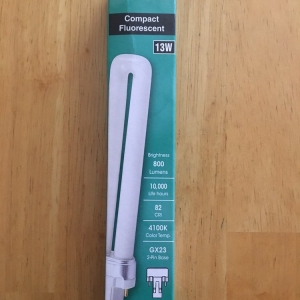 Compact
Fluorescent
13W
Brightness
800
Lumens
10,000
Life hours
82
CRI
4100K
Color Temp.
GX23
2-Pin Base